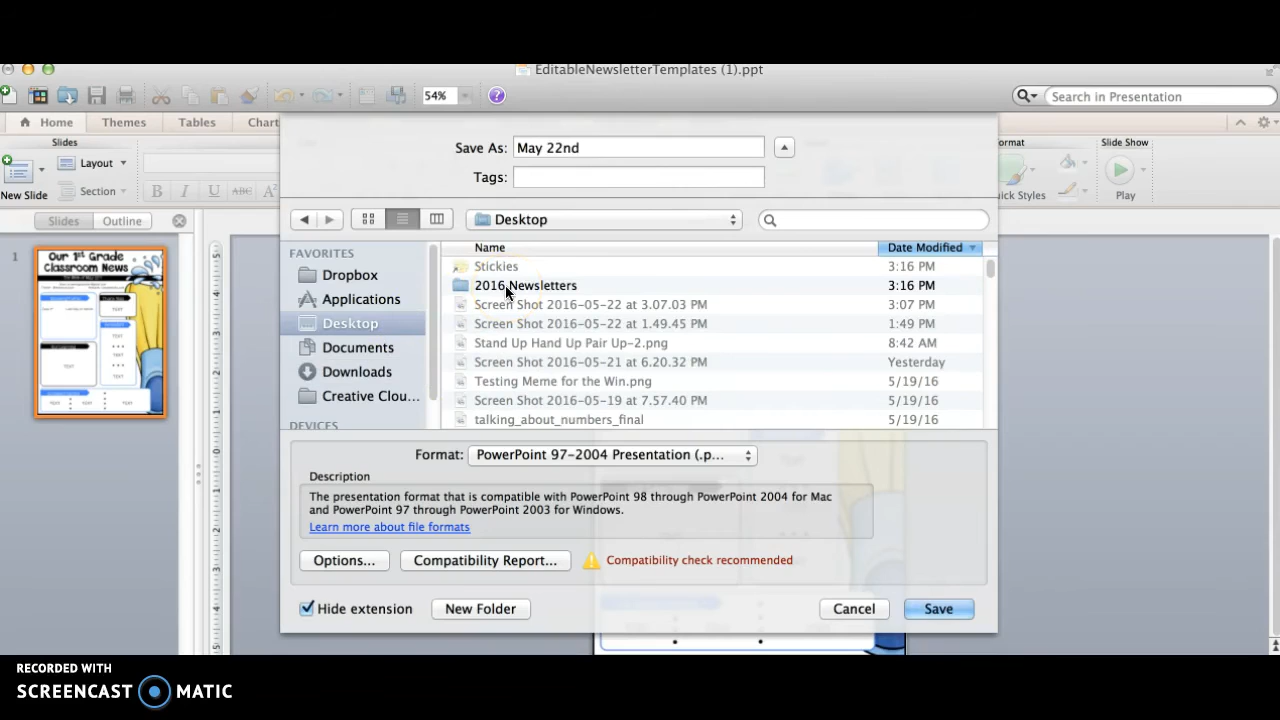 EditableNewsletterTemplates (1).ppt
54%
Search in Presentation
Home Themes Tables Chart
Slides
Layout
Section
New Slide
B I U ABC
ormat
Slide Show
uick Styles
Play
Slides Outline
1
Our 1st Grade
Classroom News
TEXT
Save As: May 22nd
Tags:
Desktop
FAVORITES
Dropbox
Applications
Desktop
Documents
Downloads
Creative Clou...
DEVICES
Name Date Modified
Stickies 3:16 PM
2016 Newsletters 3:16 PM
Screen Shot 2016-05-22 at 3.07.03 PM 3:07 PM
Screen Shot 2016-05-22 at 1.49.45 PM 1:49 PM
Stand Up Hand Up Pair Up-2.png 8:42 AM
Screen Shot 2016-05-21 at 6.20.32 PM Yesterday
Testing Meme for the Win.png 5/19/16
Screen Shot 2016-05-19 at 7.57.40 PM 5/19/16
talking_about_numbers_final 5/19/16
Format: PowerPoint 97-2004 Presentation (.p...
Description
The presentation format that is compatible with PowerPoint 98 through PowerPoint 2004 for Mac
and PowerPoint 97 through PowerPoint 2003 for Windows.
Learn more about file formats
Options... Compatibility Report... Compatibility check recommended
Hide extension New Folder Cancel Save
RECORDED WITH
SCREENCAST MATIC